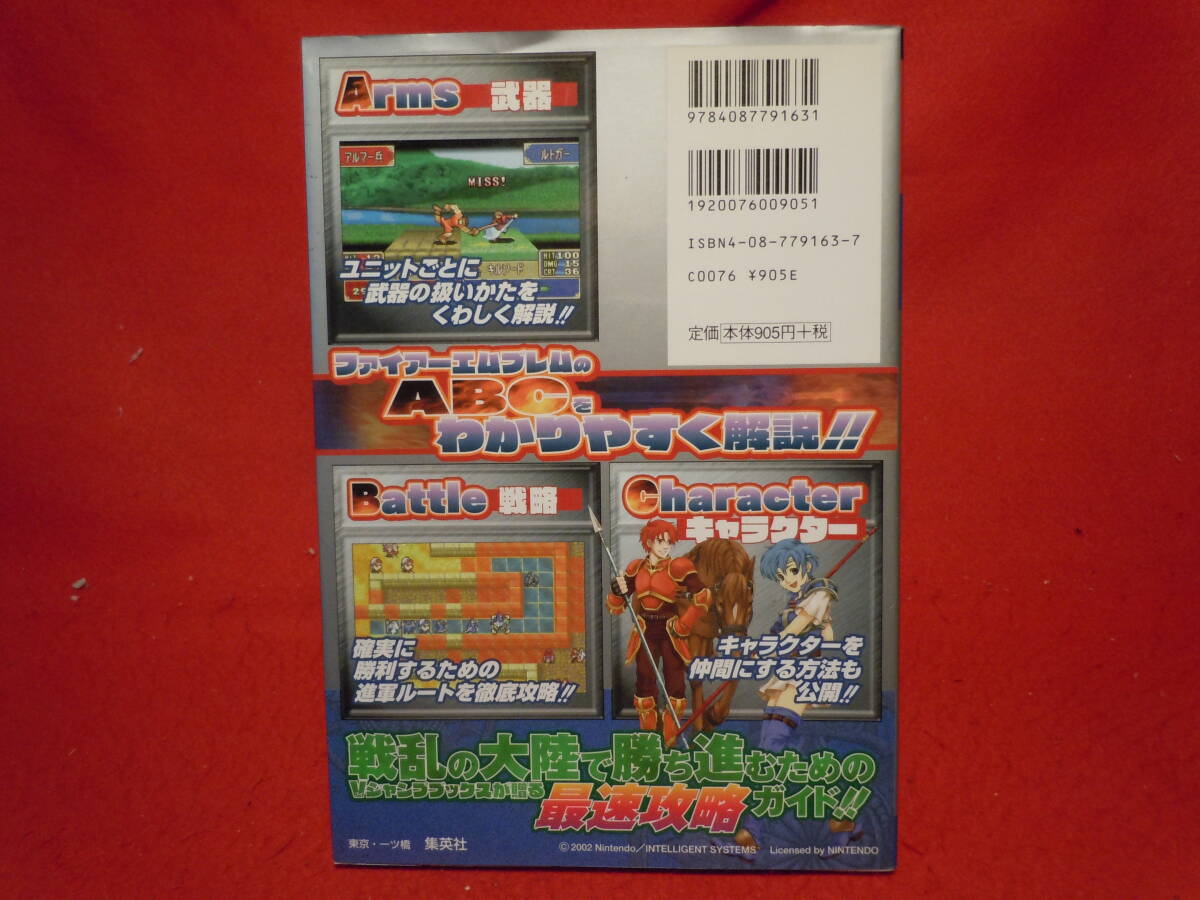 Arms 武器
アルマー兵
ルトガー
MISS!
HIT 100
DMG 15
CRT 36
キルソード
ユニットごとに
武器の扱いかたを
くわしく解説!!
9784087791631
1920076009051
ISBN4-08-779163-7
C0076 ¥905E
定価 本体905円+税
ファイアーエムブレムの
ABCを
わかりやすく解説!!
Battle 戦略
確実に
勝利するための
進軍ルートを徹底攻略!!
Character
キャラクター
キャラクターを
仲間にする方法も
公開!!
戦乱の大陸で勝ち進むための
Vジャンプブックスが贈る
最速攻略ガイド!!
東京・一ツ橋 集英社
© 2002 Nintendo/INTELLIGENT SYSTEMS Licensed by NINTENDO